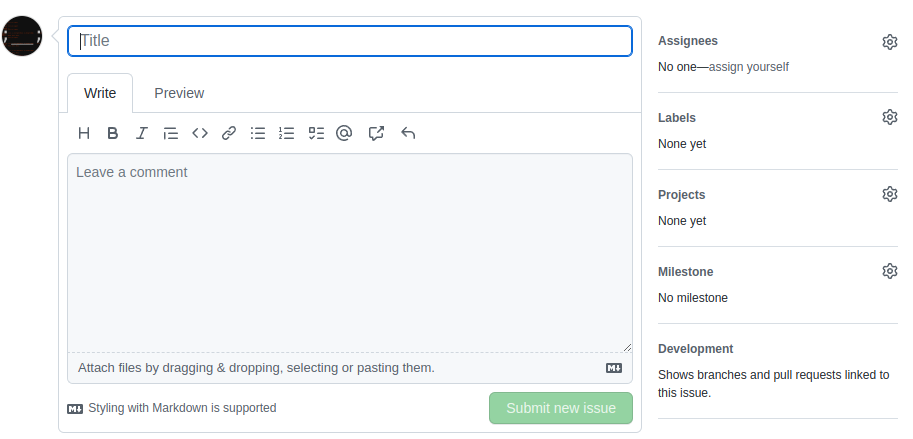 Title
Write
Preview
Leave a comment
Attach files by dragging & dropping, selecting or pasting them.
Styling with Markdown is supported
Submit new issue
Assignees
No one—assign yourself
Labels
None yet
Projects
None yet
Milestone
No milestone
Development
Shows branches and pull requests linked to
this issue.